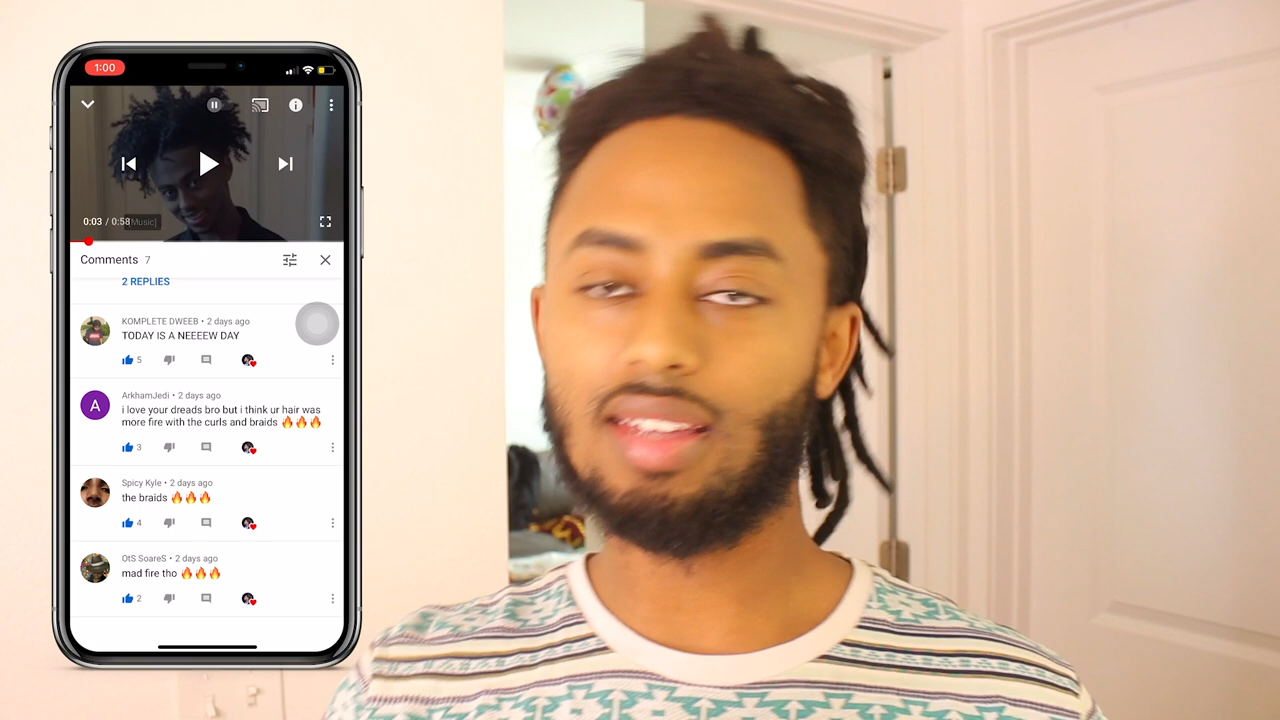 1:00
0:03 / 0:58 [Music]
Comments 7
2 REPLIES
KOMPLETE DWEEB • 2 days ago
TODAY IS A NEEEEW DAY
5
A
ArkhamJedi • 2 days ago
i love your dreads bro but i think ur hair was
more fire with the curls and braids 🔥🔥🔥
3
Spicy Kyle • 2 days ago
the braids 🔥🔥🔥
4
OtS SoareS • 2 days ago
mad fire tho 🔥🔥🔥
2